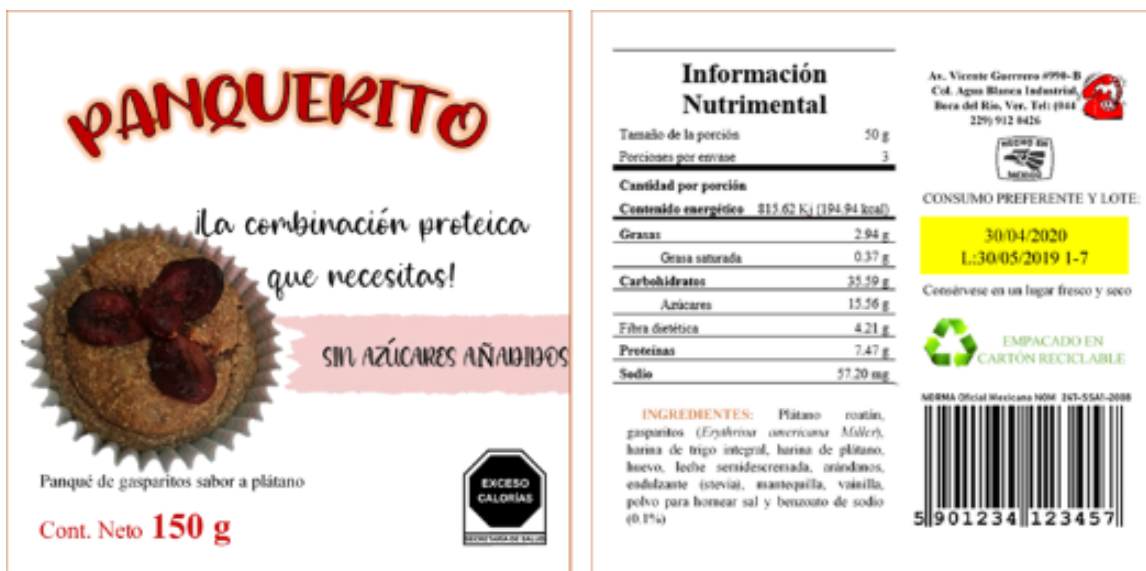 PANQUERITO
¡La combinación proteica
que necesitas!
SIN AZÚCARES AÑADIDOS
Panqué de gasparitos sabor a plátano
Cont. Neto 150 g
EXCESO
CALORÍAS
SECRETARÍA DE SALUD
Información
Nutrimental
Tamaño de la porción 50 g
Porciones por envase 3
Cantidad por porción
Contenido energético 815.62 Kj (194.94 kcal)
Grasas 2.94 g
Grasa saturada 0.37 g
Carbohidratos 35.59 g
Azúcares 15.56 g
Fibra dietética 4.21 g
Proteínas 7.47 g
Sodio 57.20 mg
INGREDIENTES: Plátano roatán,
gasparitos (Erythrina americana Miller),
harina de trigo integral, harina de plátano,
huevo, leche semidescremada, arándanos,
endulzante (stevia), mantequilla, vainilla,
polvo para hornear sal y benzoato de sodio
(0.1%)
Av. Vicente Guerrero #990-B
Col. Agua Blanca Industrial,
Boca del Río, Ver. Tel: (044
229) 912 0426
HECHO EN
MÉXICO
CONSUMO PREFERENTE Y LOTE:
30/04/2020
L:30/05/2019 1-7
Consérvese en un lugar fresco y seco
EMPACADO EN
CARTÓN RECICLABLE
NORMA Oficial Mexicana NOM 247-SSA1-2008
5 901234 123457